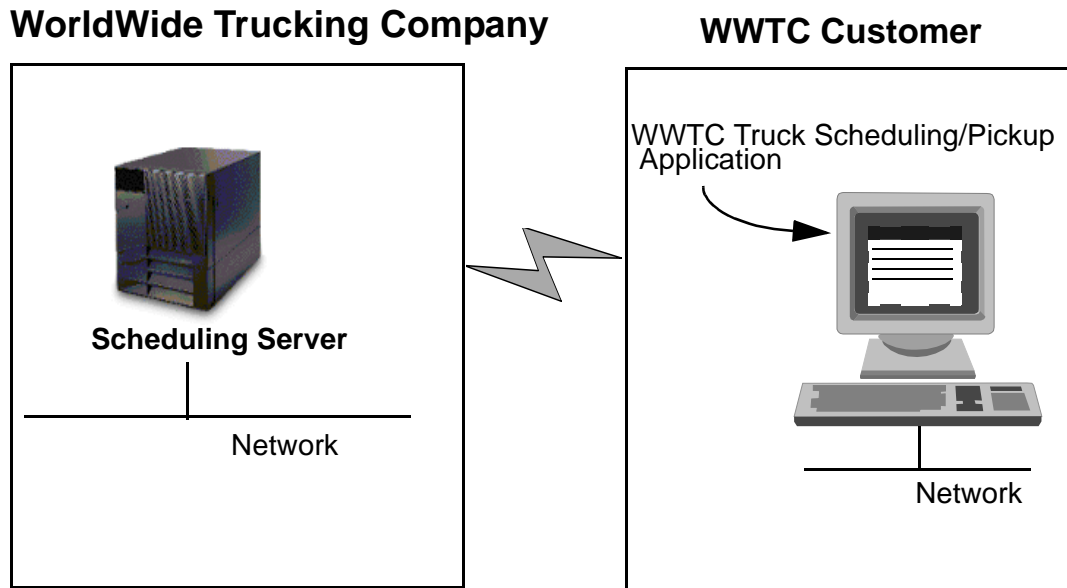 WorldWide Trucking Company
WWTC Customer
WWTC Truck Scheduling/Pickup
Application
Scheduling Server
Network
Network